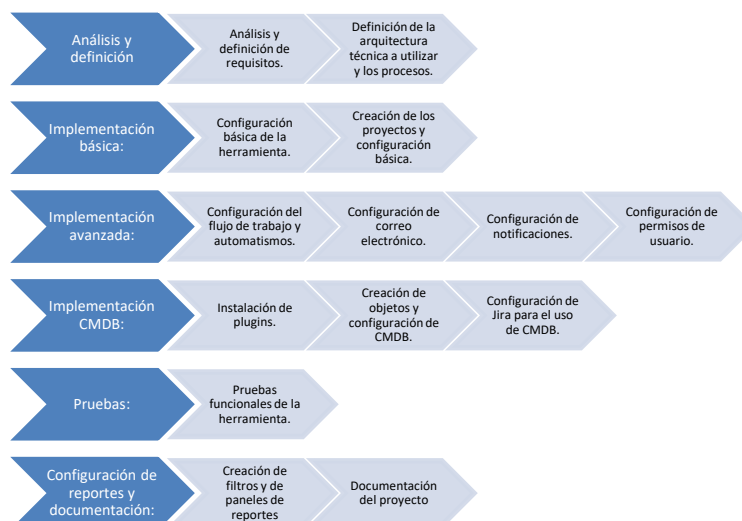 Análisis y
definición
Análisis y
definición de
requisitos.
Definición de la
arquitectura
técnica a utilizar
y los procesos.
Implementación
básica:
Configuración
básica de la
herramienta.
Creación de los
proyectos y
configuración
básica.
Implementación
avanzada:
Configuración del
flujo de trabajo y
automatismos.
Configuración de
correo
electrónico.
Configuración de
notificaciones.
Configuración de
permisos de
usuario.
Implementación
CMDB:
Instalación de
plugins.
Creación de
objetos y
configuración de
CMDB.
Configuración de
Jira para el uso
de CMDB.
Pruebas:
Pruebas
funcionales de la
herramienta.
Configuración de
reportes y
documentación:
Creación de
filtros y de
paneles de
reportes
Documentación
del proyecto